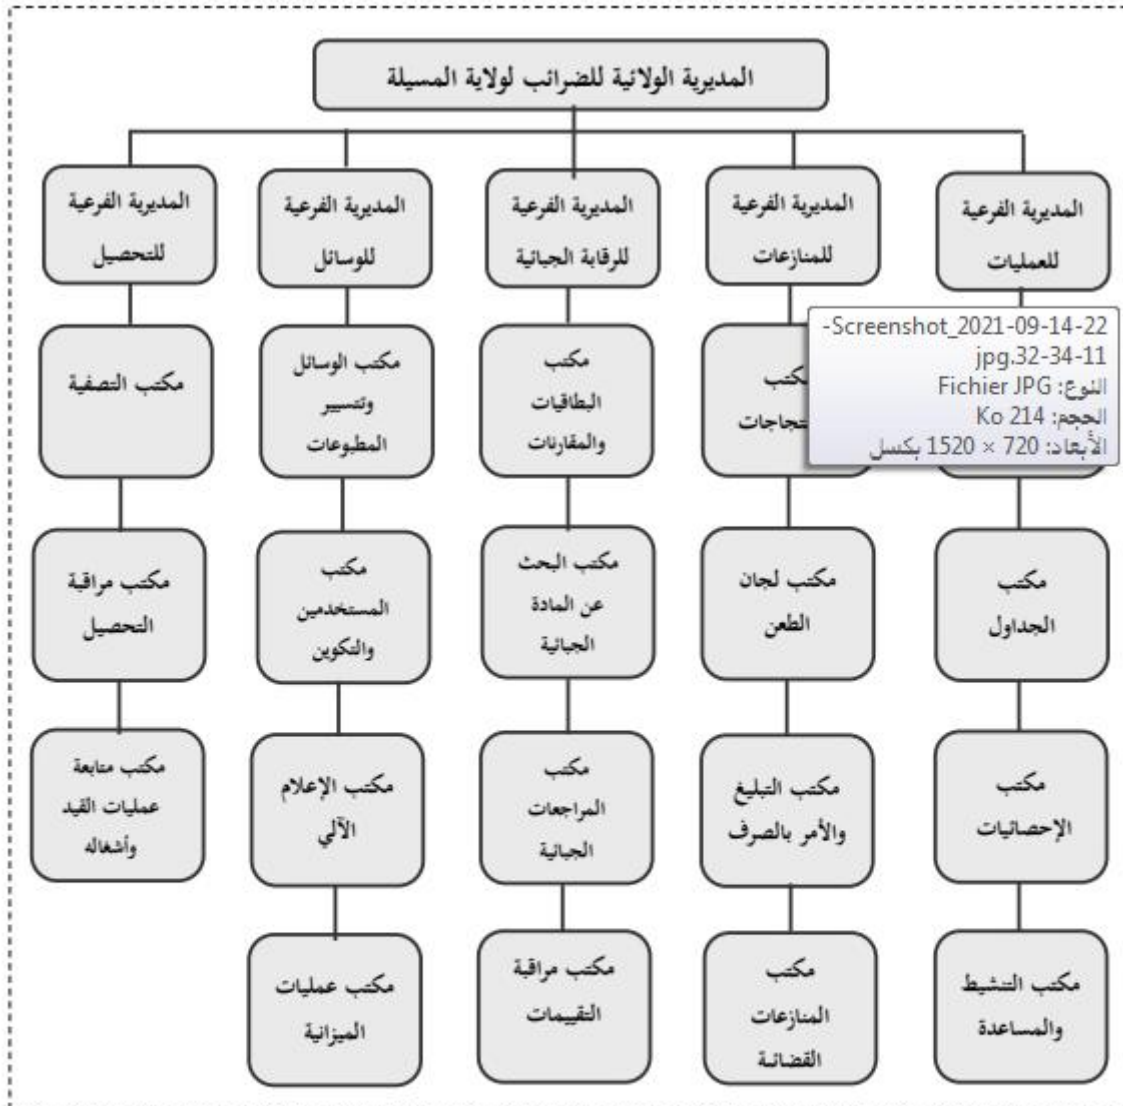 المديرية الولائية للضرائب لولاية المسيلة
المديرية الفرعية
للعمليات
المديرية الفرعية
للمنازعات
المديرية الفرعية
للرقابة الجبائية
المديرية الفرعية
للوسائل
المديرية الفرعية
للتحصيل
Screenshot_2021-09-14-22-
32-34-11.jpg
النوع: Fichier JPG
الحجم: 214 Ko
الأبعاد: 720 × 1520 بكسل
مكتب
مكتب
البطاقيات
والمقارنات
مكتب الوسائل
وتتسيير
المطبوعات
مكتب التصفية
مكتب
الجداول
مكتب لجان
الطعن
مكتب البحث
عن المادة
الجبائية
مكتب
المستخدمين
والتكوين
مكتب مراقبة
التحصيل
مكتب
الإحصائيات
مكتب التبليغ
والأمر بالصرف
مكتب
المراجعات
الجبائية
مكتب الإعلام
الآلي
مكتب متابعة
عمليات القيد
وأشغاله
مكتب التنشيط
والمساعدة
مكتب
المنازعات
القضائية
مكتب مراقبة
التقييمات
مكتب عمليات
الميزانية